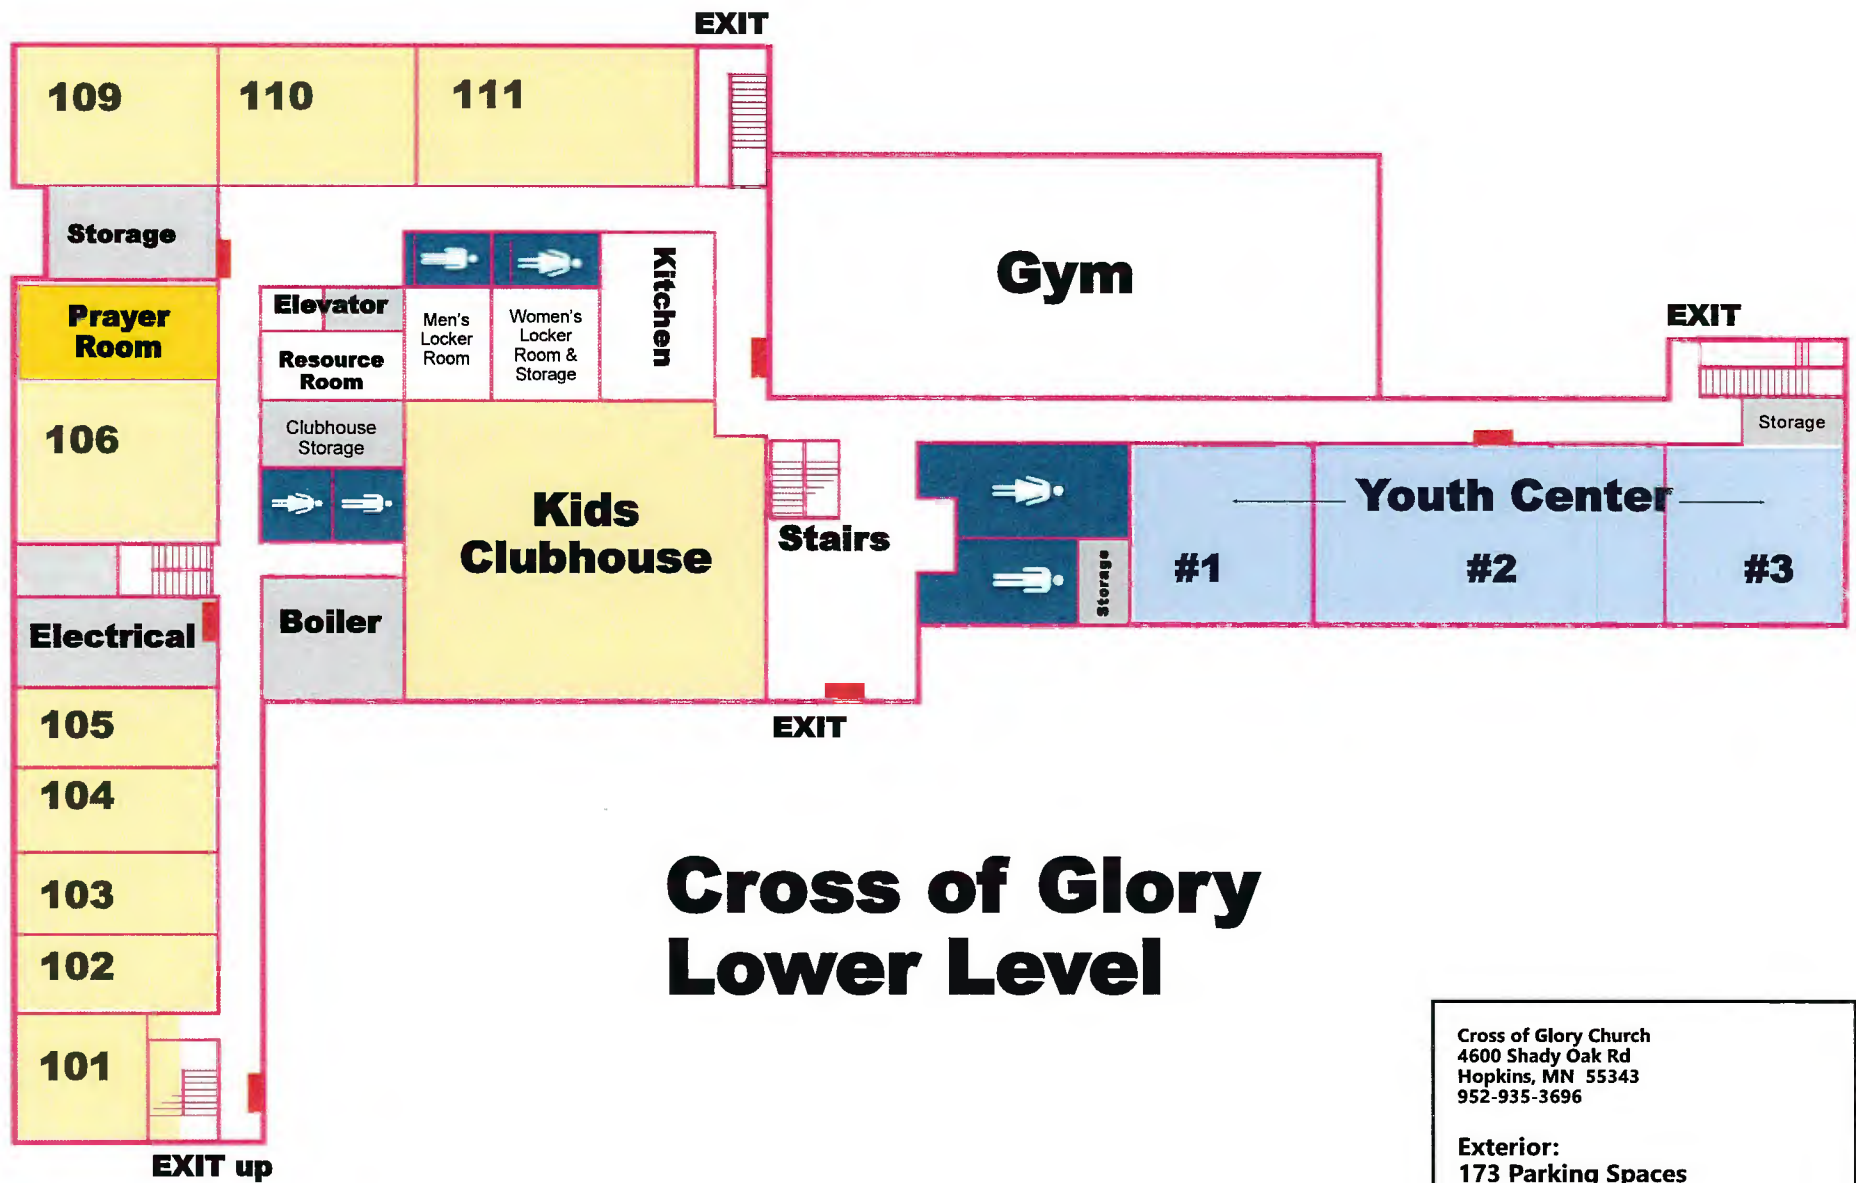 EXIT
109
110
111
Storage
Prayer
Room
106
Elevator
Resource
Room
Clubhouse
Storage
Men's
Locker
Room
Women's
Locker
Room &
Storage
Kitchen
Gym
EXIT
Storage
Kids
Clubhouse
Stairs
Storage
Youth Center
#1
#2
#3
Electrical
Boiler
105
104
103
102
101
EXIT
EXIT up
Cross of Glory
Lower Level
Cross of Glory Church
4600 Shady Oak Rd
Hopkins, MN 55343
952-935-3696
Exterior:
173 Parking Spaces